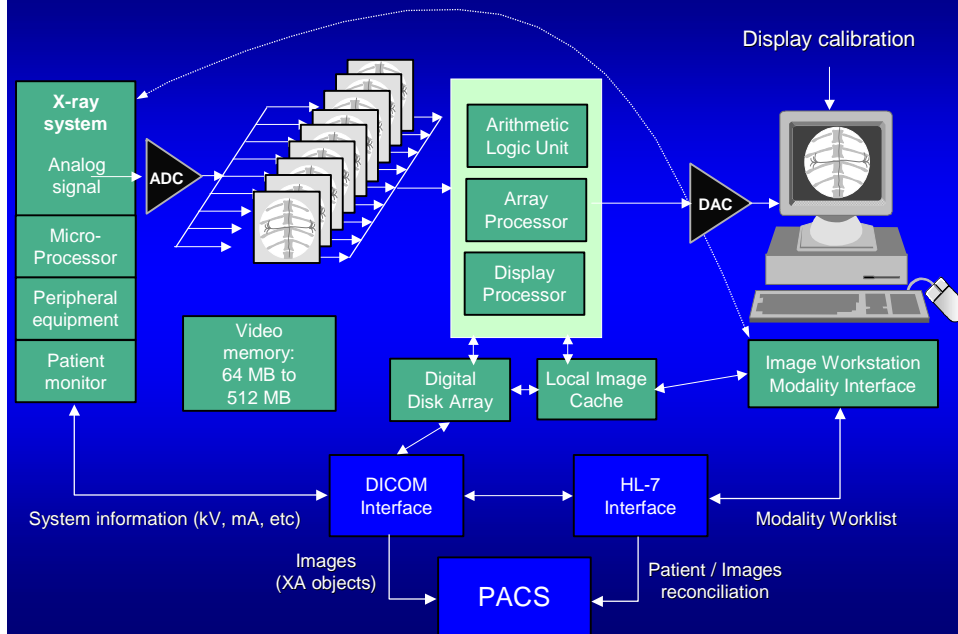 Display calibration
X-ray
system
Analog
signal
ADC
Micro-
Processor
Peripheral
equipment
Patient
monitor
Video
memory:
64 MB to
512 MB
Arithmetic
Logic Unit
Array
Processor
Display
Processor
DAC
Digital
Disk Array
Local Image
Cache
Image Workstation
Modality Interface
DICOM
Interface
HL-7
Interface
System information (kV, mA, etc)
Modality Worklist
Images
(XA objects)
Patient / Images
reconciliation
PACS